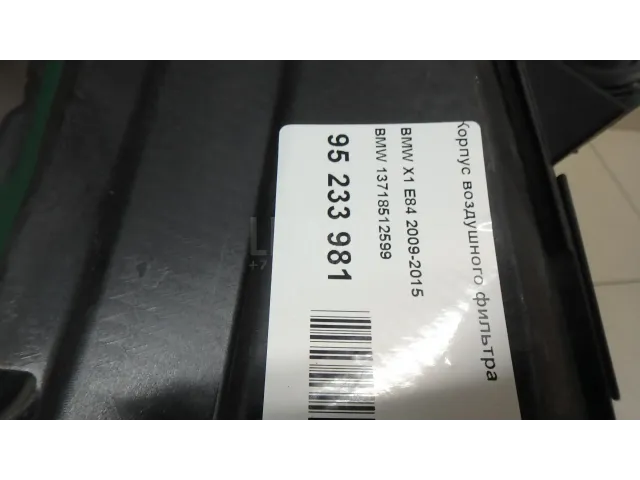 Корпус воздушного фильтра
BMW X1 E84 2009-2015
BMW 13718512599
95 233 981